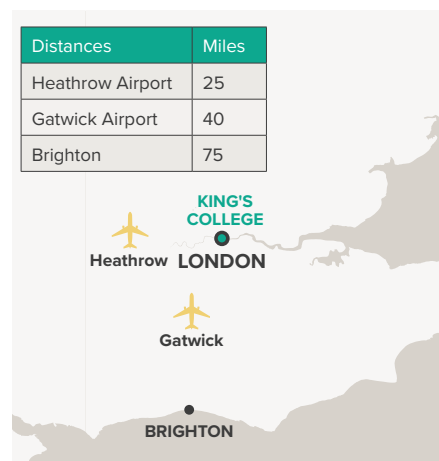 Distances Miles
Heathrow Airport 25
Gatwick Airport 40
Brighton 75
KING'S
COLLEGE
Heathrow LONDON
Gatwick
BRIGHTON